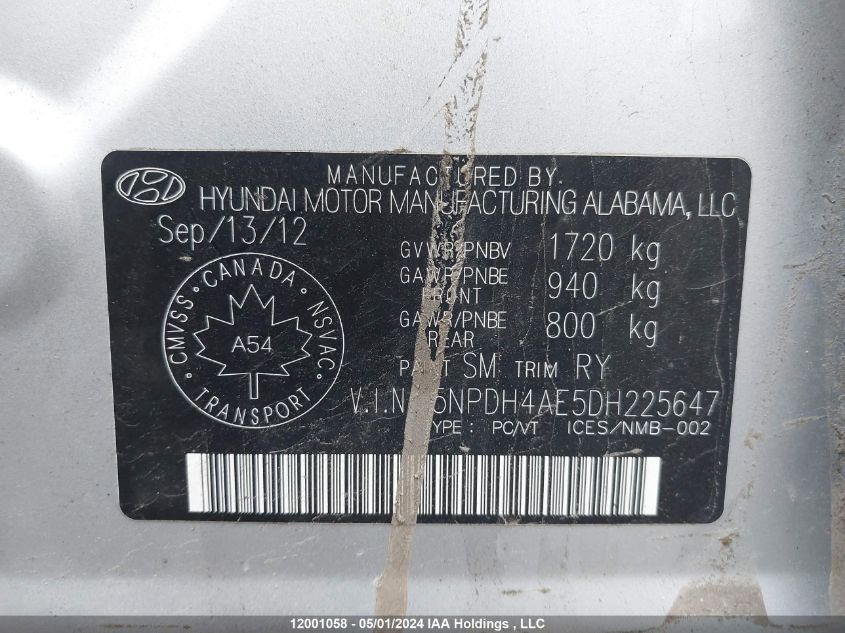 MANUFACTURED BY.
HYUNDAI MOTOR MANUFACTURING ALABAMA, LLC
Sep/13/12
GVWR/PNBV 1720 kg
GAWR/PNBE FRONT 940 kg
GAWR/PNBE REAR 800 kg
CANADA
CMVSS NSVAC
A54
TRANSPORT
PAINT SM TRIM RY
V.I.N. 5NPDH4AE5DH225647
TYPE: PC/VT ICES/NMB-002
12001058 - 05/01/2024 IAA Holdings , LLC